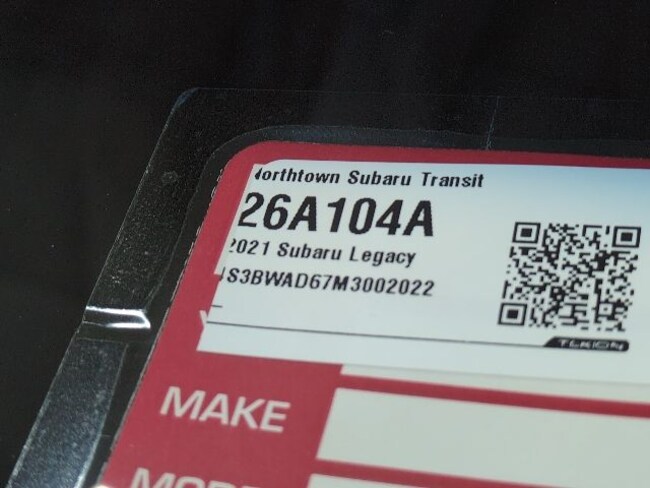 Northtown Subaru Transit
26A104A
2021 Subaru Legacy
S3BWAD67M3002022
TEKION
MAKE